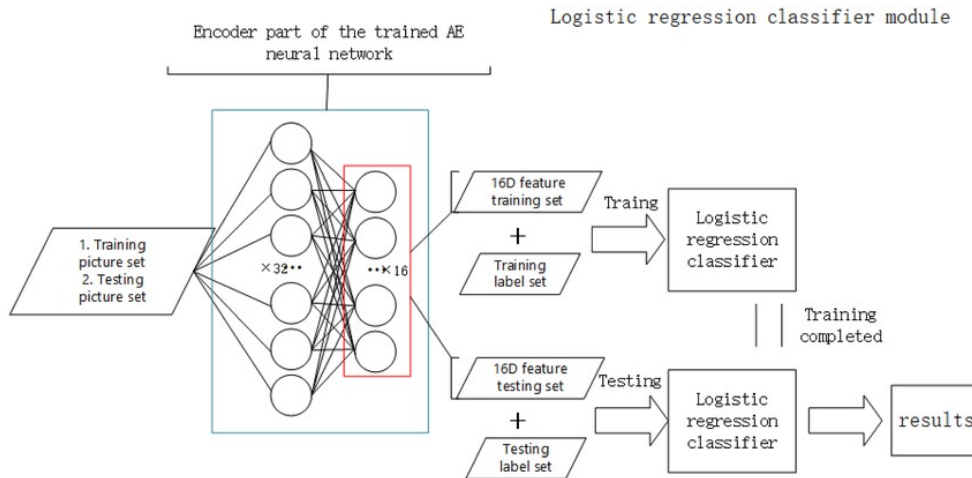 Logistic regression classifier module
Encoder part of the trained AE
neural network
1. Training
picture set
2. Testing
picture set
×32
×16
16D feature
training set
+
Training
label set
Traing
Logistic
regression
classifier
Training
completed
16D feature
testing set
+
Testing
label set
Testing
Logistic
regression
classifier
results